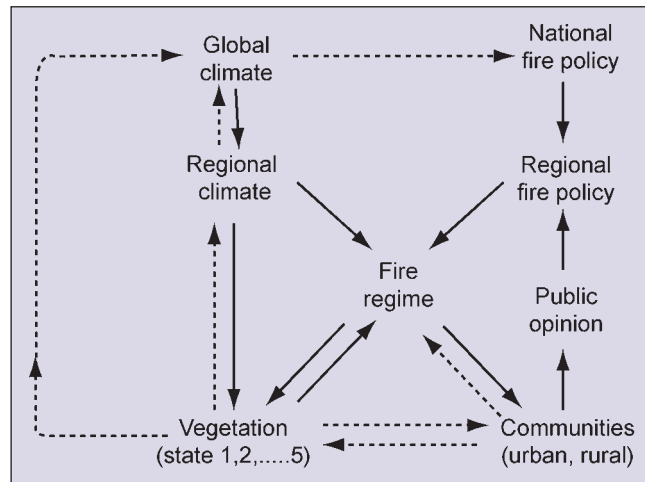 Global
climate
National
fire policy
Regional
climate
Regional
fire policy
Fire
regime
Public
opinion
Vegetation
(state 1,2,.....5)
Communities
(urban, rural)